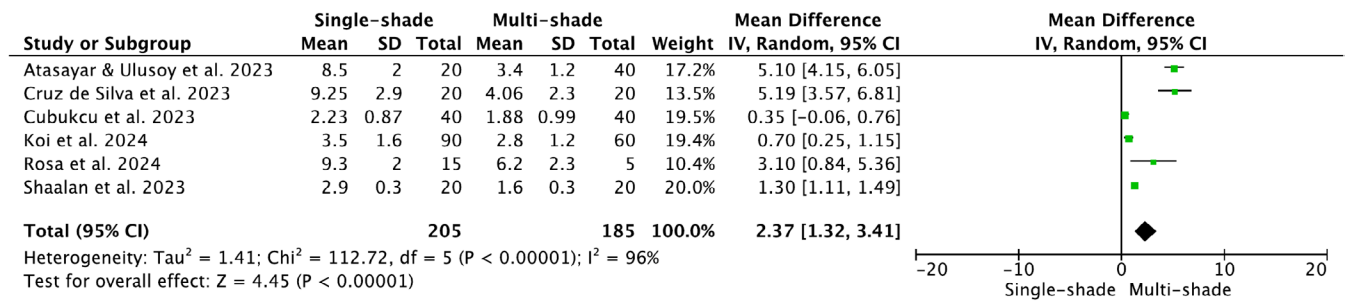 Single-shade Multi-shade Mean Difference Mean Difference
Study or Subgroup Mean SD Total Mean SD Total Weight IV, Random, 95% CI IV, Random, 95% CI
Atasayar & Ulusoy et al. 2023 8.5 2 20 3.4 1.2 40 17.2% 5.10 [4.15, 6.05]
Cruz de Silva et al. 2023 9.25 2.9 20 4.06 2.3 20 13.5% 5.19 [3.57, 6.81]
Cubukcu et al. 2023 2.23 0.87 40 1.88 0.99 40 19.5% 0.35 [−0.06, 0.76]
Koi et al. 2024 3.5 1.6 90 2.8 1.2 60 19.4% 0.70 [0.25, 1.15]
Rosa et al. 2024 9.3 2 15 6.2 2.3 5 10.4% 3.10 [0.84, 5.36]
Shaalan et al. 2023 2.9 0.3 20 1.6 0.3 20 20.0% 1.30 [1.11, 1.49]
Total (95% CI) 205 185 100.0% 2.37 [1.32, 3.41]
Heterogeneity: Tau² = 1.41; Chi² = 112.72, df = 5 (P < 0.00001); I² = 96%
Test for overall effect: Z = 4.45 (P < 0.00001)
−20 −10 0 10 20
Single-shade Multi-shade